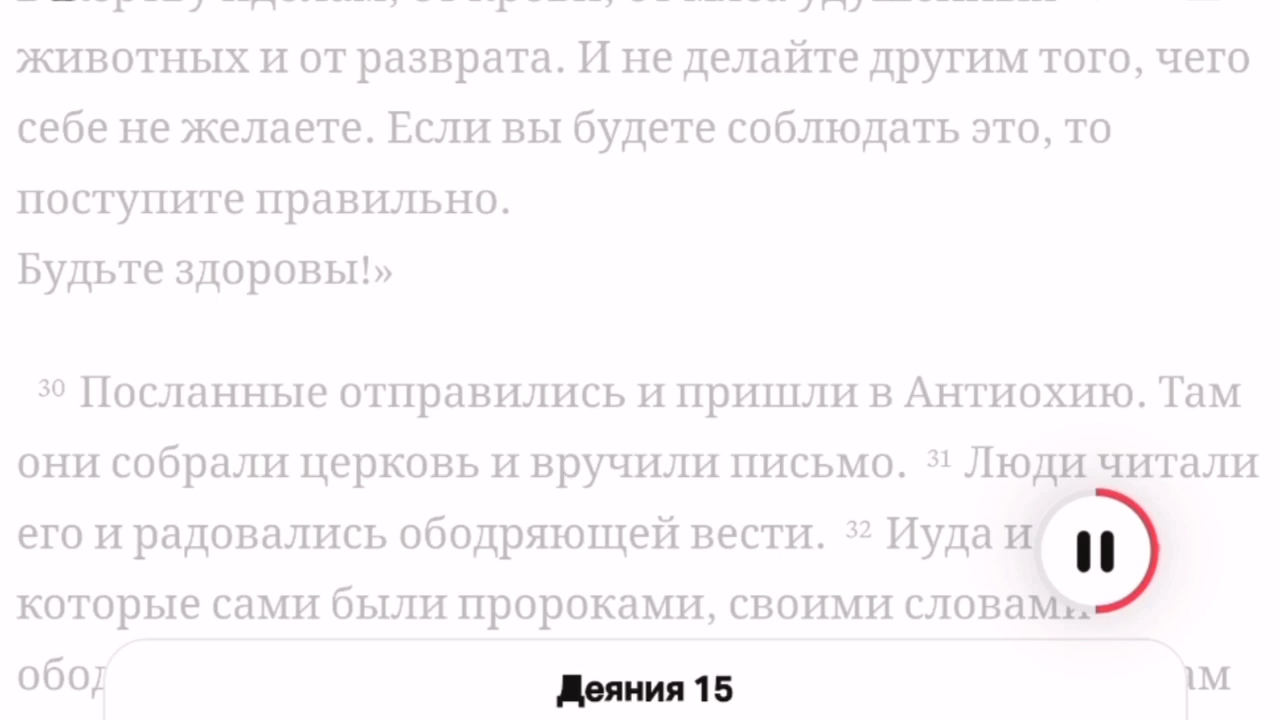 животных и от разврата. И не делайте другим того, чего
себе не желаете. Если вы будете соблюдать это, то
поступите правильно.
Будьте здоровы!»
30 Посланные отправились и пришли в Антиохию. Там
они собрали церковь и вручили письмо. 31 Люди читали
его и радовались ободряющей вести. 32 Иуда и
которые сами были пророками, своими словами
Деяния 15